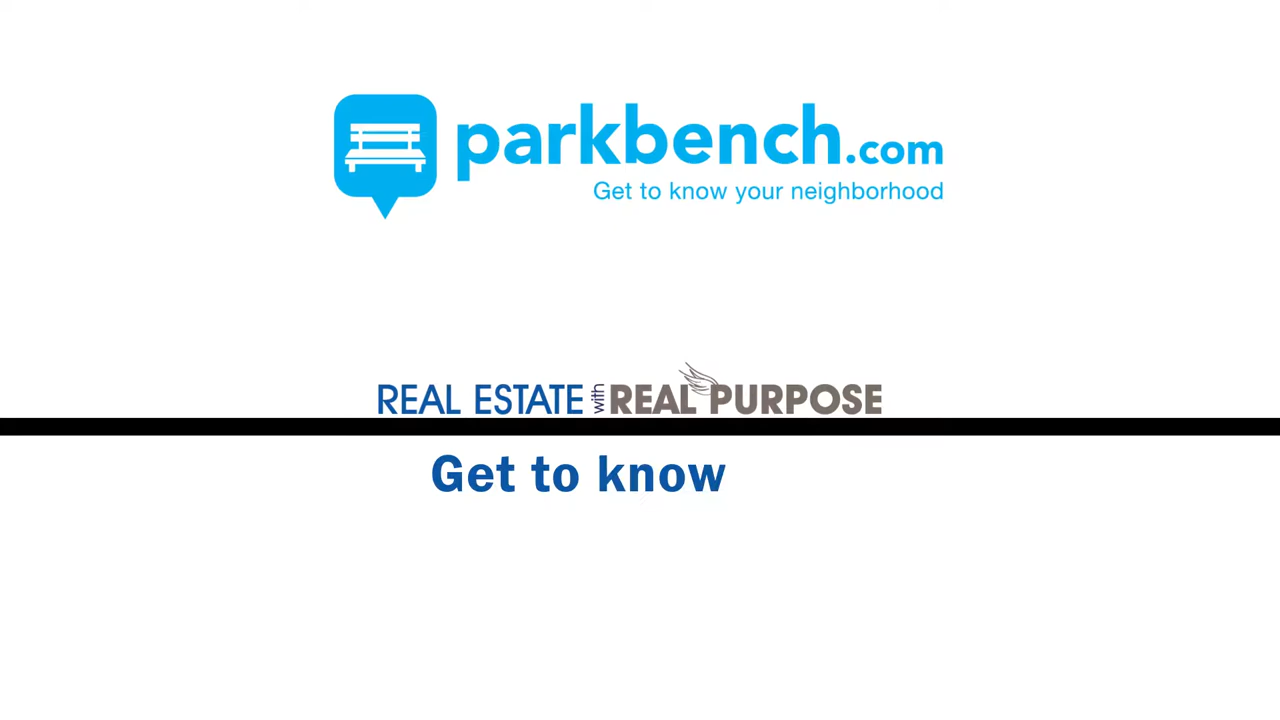 parkbench.com
Get to know your neighborhood
REAL ESTATE with REAL PURPOSE
Get to know